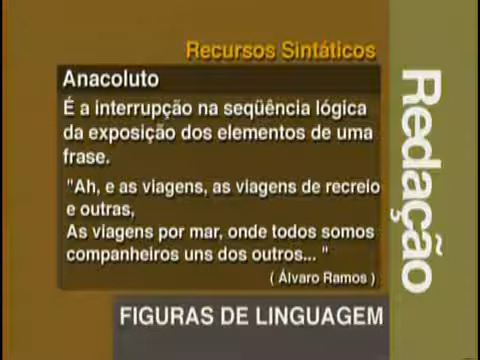 Recursos Sintáticos
Anacoluto
É a interrupção na seqüência lógica
da exposição dos elementos de uma
frase.
"Ah, e as viagens, as viagens de recreio
e outras,
As viagens por mar, onde todos somos
companheiros uns dos outros... "
( Álvaro Ramos )
FIGURAS DE LINGUAGEM
Redação